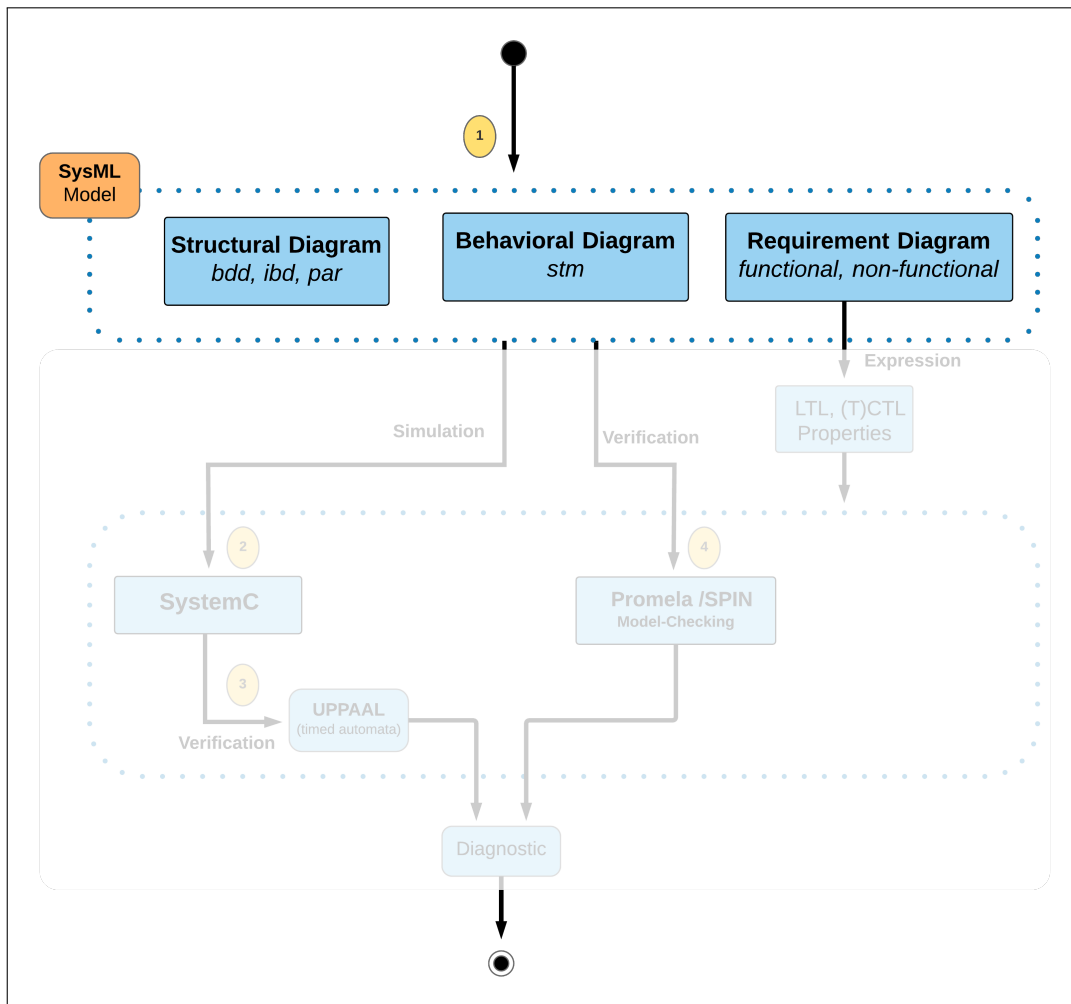 1
SysML
Model
Structural Diagram
bdd, ibd, par
Behavioral Diagram
stm
Requirement Diagram
functional, non-functional
Expression
LTL, (T)CTL
Properties
Simulation
Verification
2
4
SystemC
Promela /SPIN
Model-Checking
3
UPPAAL
(timed automata)
Verification
Diagnostic